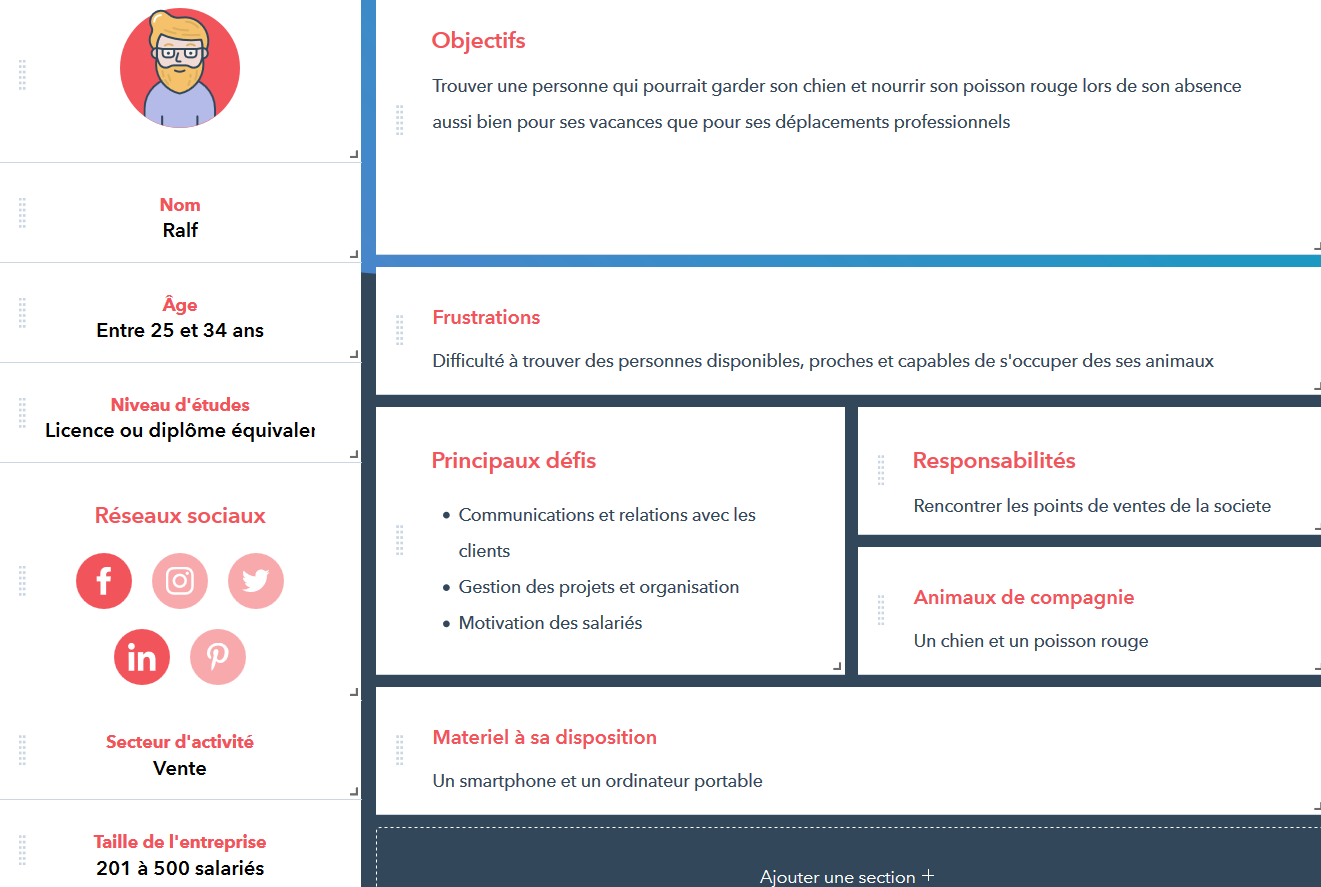 Nom
Ralf
Âge
Entre 25 et 34 ans
Niveau d'études
Licence ou diplôme équivaler
Réseaux sociaux
f
in
Secteur d'activité
Vente
Taille de l'entreprise
201 à 500 salariés
Objectifs
Trouver une personne qui pourrait garder son chien et nourrir son poisson rouge lors de son absence
aussi bien pour ses vacances que pour ses déplacements professionnels
Frustrations
Difficulté à trouver des personnes disponibles, proches et capables de s'occuper des ses animaux
Principaux défis
• Communications et relations avec les
clients
• Gestion des projets et organisation
• Motivation des salariés
Responsabilités
Rencontrer les points de ventes de la societe
Animaux de compagnie
Un chien et un poisson rouge
Materiel à sa disposition
Un smartphone et un ordinateur portable
Ajouter une section +